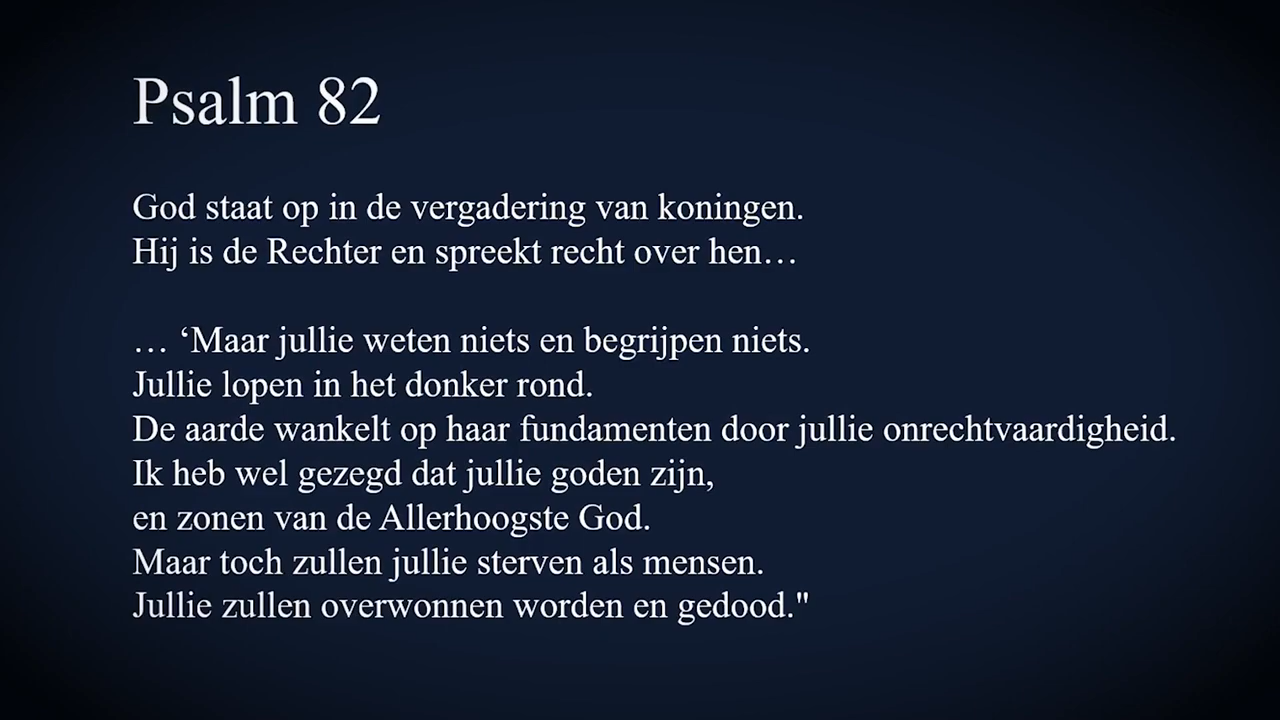 Psalm 82
God staat op in de vergadering van koningen.
Hij is de Rechter en spreekt recht over hen…
… ‘Maar jullie weten niets en begrijpen niets.
Jullie lopen in het donker rond.
De aarde wankelt op haar fundamenten door jullie onrechtvaardigheid.
Ik heb wel gezegd dat jullie goden zijn,
en zonen van de Allerhoogste God.
Maar toch zullen jullie sterven als mensen.
Jullie zullen overwonnen worden en gedood."